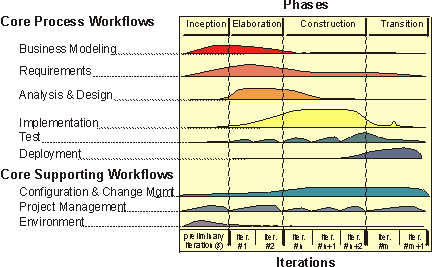 Phases
Core Process Workflows
Inception Elaboration Construction Transition
Business Modeling
Requirements
Analysis & Design
Implementation
Test
Deployment
Core Supporting Workflows
Configuration & Change Mgmt
Project Management
Environment
preliminary iteration(s)
Iter. #1
Iter. #2
Iter. #n
Iter. #n+1
Iter. #n+2
Iter. #m
Iter. #m+1
Iterations